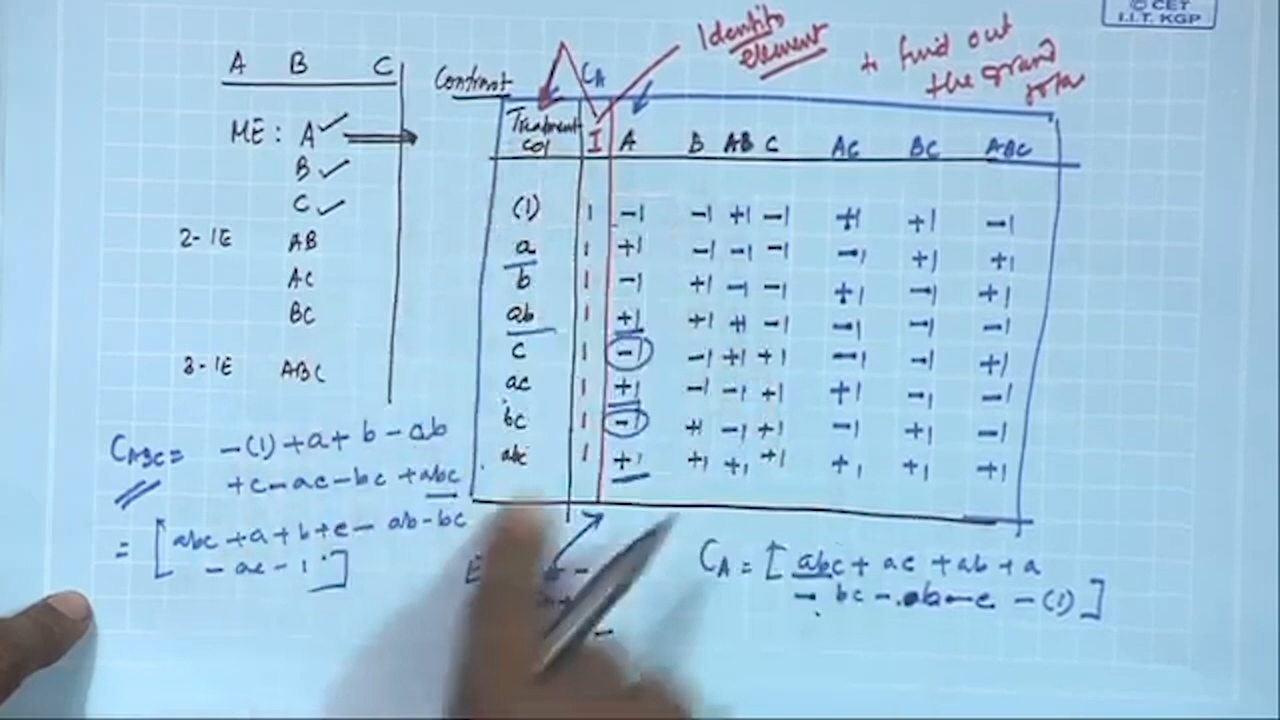 © CET
I.I.T. KGP
Identity
element
to find out
the grand
total
A B C
ME: A ✓
B ✓
C ✓
2-IE AB
AC
BC
3-IE ABC
Contrast
C_A
Treatment I A B AB C AC BC ABC
(1) 1 -1 -1 +1 -1 +1 +1 -1
a 1 +1 -1 -1 -1 -1 +1 +1
b 1 -1 +1 -1 -1 +1 -1 +1
ab 1 +1 +1 +1 -1 -1 -1 -1
c 1 -1 -1 +1 +1 -1 -1 +1
ac 1 +1 -1 -1 +1 +1 -1 -1
bc 1 -1 +1 -1 +1 -1 +1 -1
abc 1 +1 +1 +1 +1 +1 +1 +1
C_ABC = -(1) + a + b - ab
+ c - ac - bc + abc
= [abc + a + b + c - ab - bc
- ac - 1]
C_A = [abc + ac + ab + a
- bc - b - c - (1)]